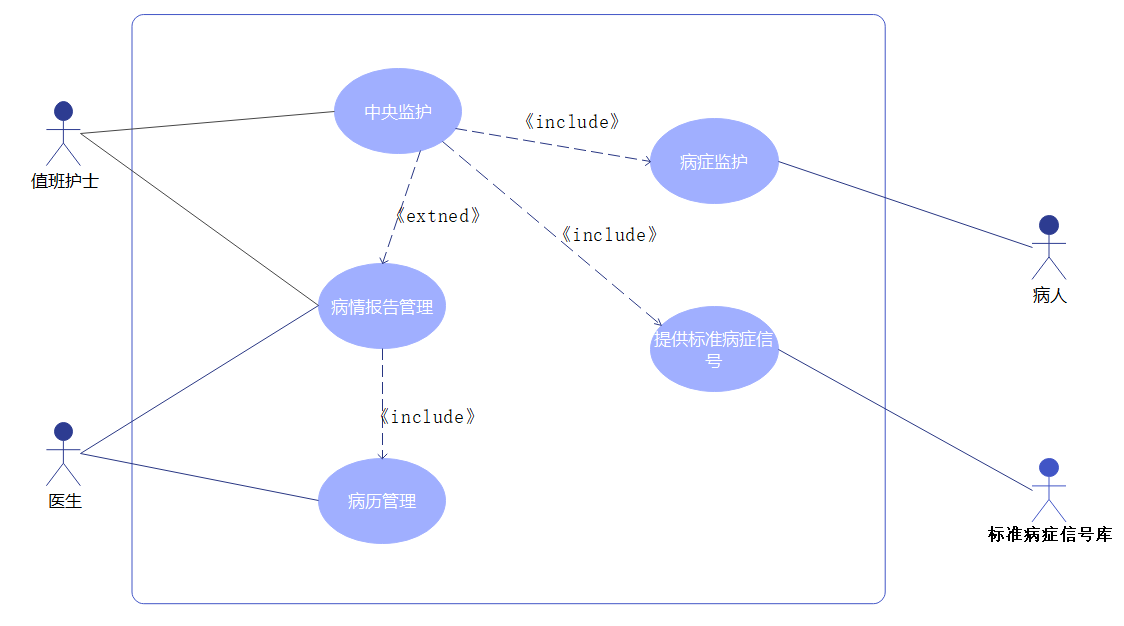 中央监护
《include》
病症监护
值班护士
《extned》
《include》
病人
病情报告管理
提供标准病症信
号
《include》
医生
病历管理
标准病症信号库